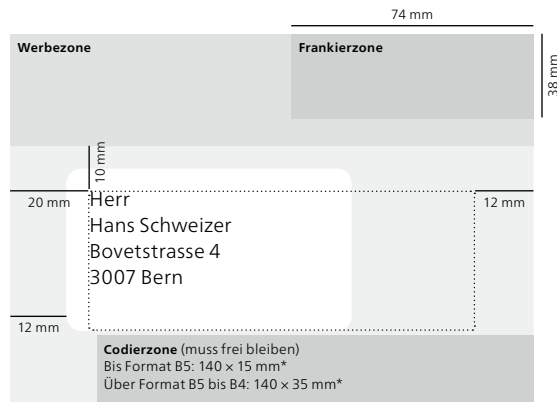 74 mm
Werbezone
Frankierzone
38 mm
10 mm
20 mm
Herr
12 mm
Hans Schweizer
Bovetstrasse 4
3007 Bern
12 mm
Codierzone (muss frei bleiben)
Bis Format B5: 140 × 15 mm*
Über Format B5 bis B4: 140 × 35 mm*